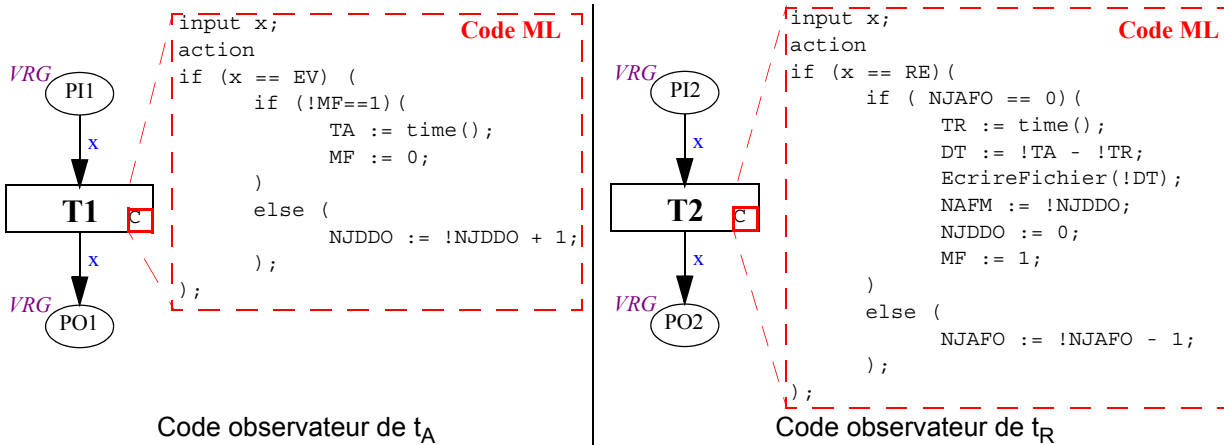 Code ML
input x;
action
if (x == EV) (
if (!MF==1)(
TA := time();
MF := 0;
)
else (
NJDDO := !NJDDO + 1;
);
);
VRG
PI1
x
T1
C
x
VRG
PO1
Code observateur de tA
Code ML
input x;
action
if (x == RE)(
if ( NJAFO == 0)(
TR := time();
DT := !TA - !TR;
EcrireFichier(!DT);
NAFM := !NJDDO;
NJDDO := 0;
MF := 1;
)
else (
NJAFO := !NJAFO - 1;
);
);
VRG
PI2
x
T2
C
x
VRG
PO2
Code observateur de tR